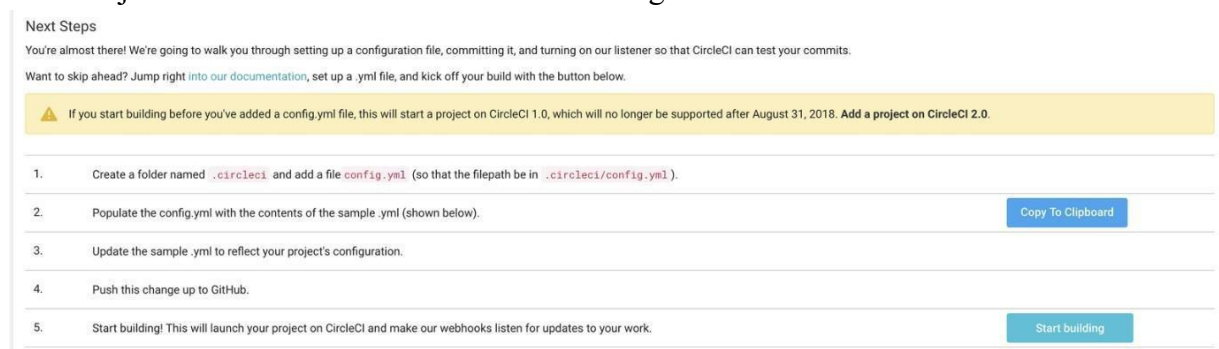 Next Steps
You're almost there! We're going to walk you through setting up a configuration file, committing it, and turning on our listener so that CircleCI can test your commits.
Want to skip ahead? Jump right into our documentation, set up a .yml file, and kick off your build with the button below.
If you start building before you've added a config.yml file, this will start a project on CircleCI 1.0, which will no longer be supported after August 31, 2018. Add a project on CircleCI 2.0.
1. Create a folder named .circleci and add a file config.yml (so that the filepath be in .circleci/config.yml ).
2. Populate the config.yml with the contents of the sample .yml (shown below). Copy To Clipboard
3. Update the sample .yml to reflect your project's configuration.
4. Push this change up to GitHub.
5. Start building! This will launch your project on CircleCI and make our webhooks listen for updates to your work. Start building